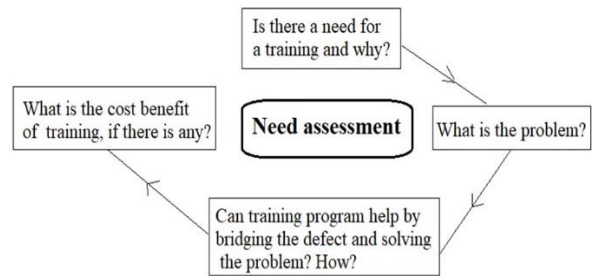 Is there a need for
a training and why?
What is the cost benefit
of training, if there is any?
Need assessment
What is the problem?
Can training program help by
bridging the defect and solving
the problem? How?